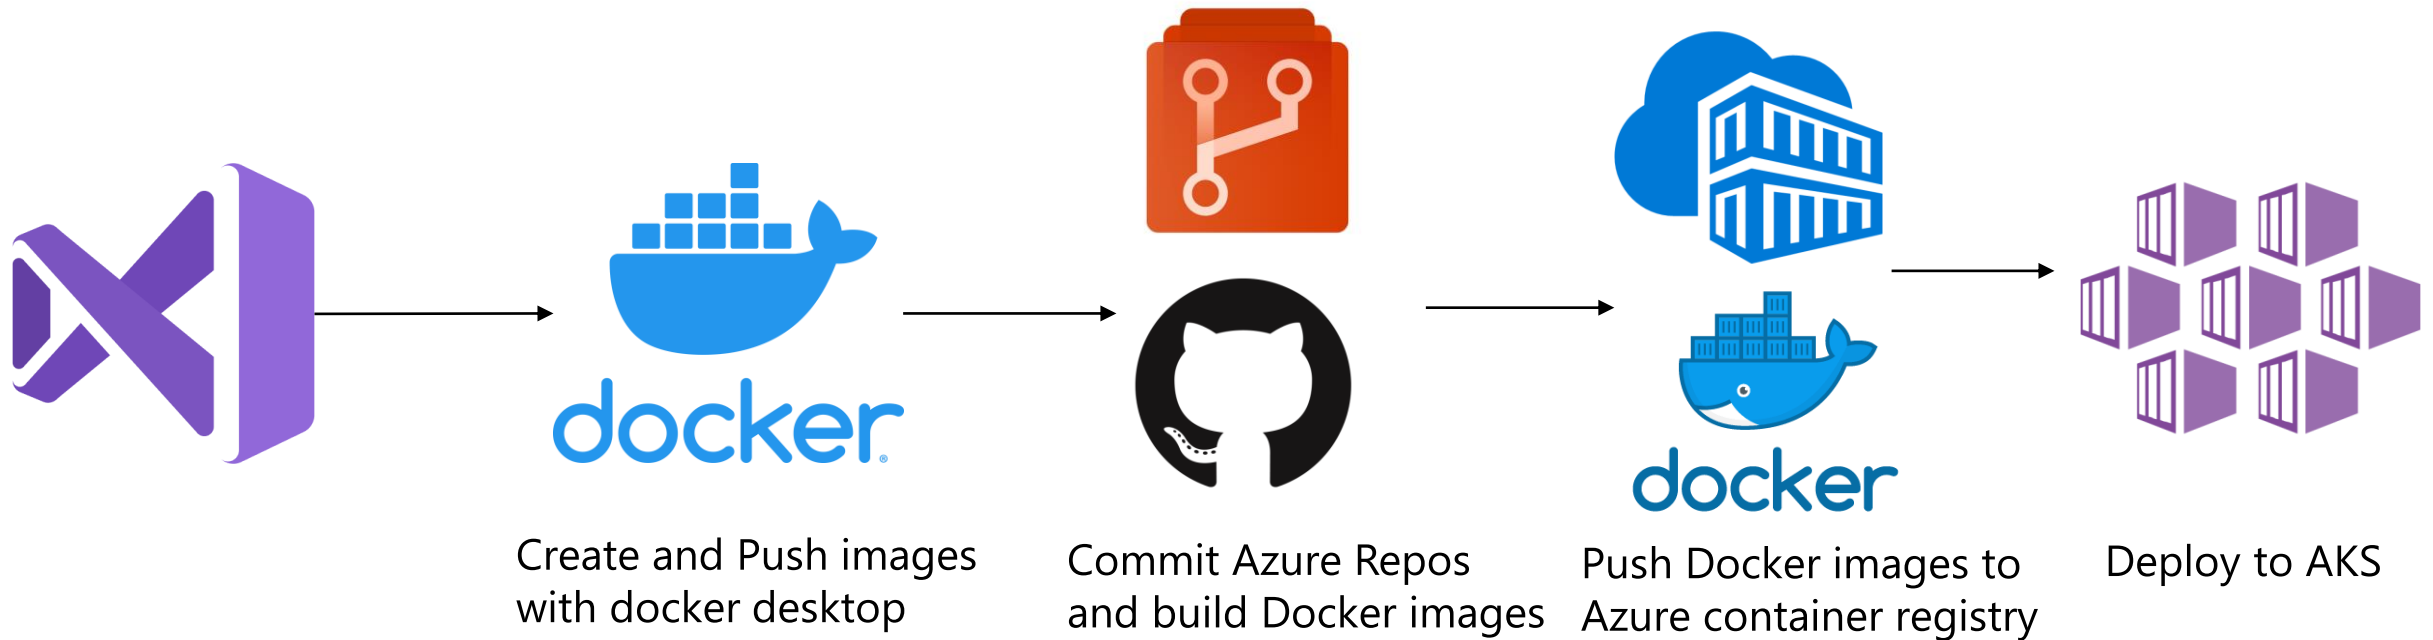 docker
docker
Create and Push images
with docker desktop
Commit Azure Repos
and build Docker images
Push Docker images to
Azure container registry
Deploy to AKS